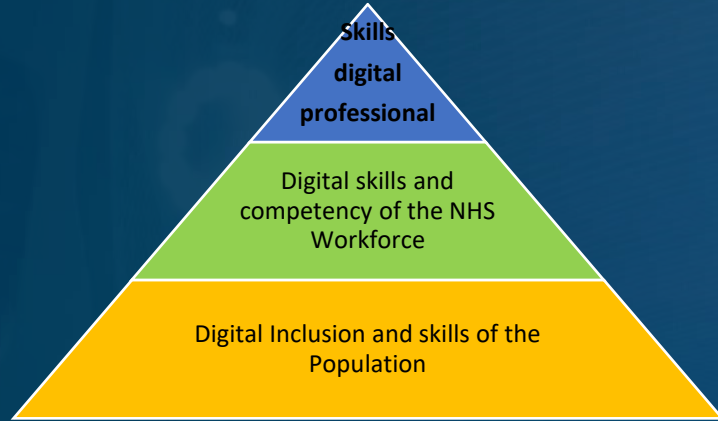 Skills
digital
professional
Digital skills and
competency of the NHS
Workforce
Digital Inclusion and skills of the
Population